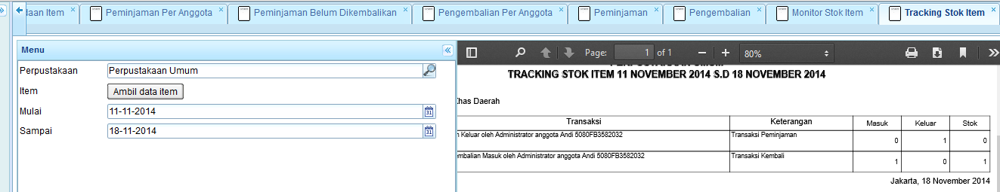 daan Item Peminjaman Per Anggota Peminjaman Belum Dikembalikan Pengembalian Per Anggota Peminjaman Pengembalian Monitor Stok Item Tracking Stok Item
Menu
Page: 1 of 1 80%
Perpustakaan Perpustakaan Umum
Item Ambil data item
Mulai 11-11-2014
Sampai 18-11-2014
TRACKING STOK ITEM 11 NOVEMBER 2014 S.D 18 NOVEMBER 2014
Khas Daerah
Transaksi Keterangan Masuk Keluar Stok
n Keluar oleh Administrator anggota Andi 5080FB3582032 Transaksi Peminjaman 0 1 0
embalian Masuk oleh Administrator anggota Andi 5080FB3582032 Transaksi Kembali 1 0 1
Jakarta, 18 November 2014